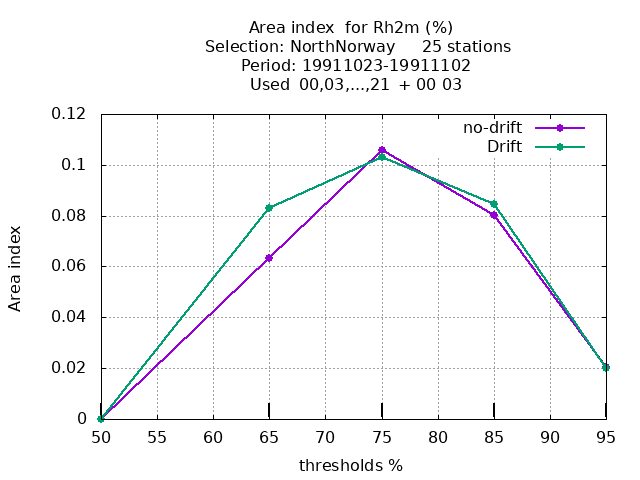 Area index  for Rh2m (%)
Selection: NorthNorway     25 stations
Period: 19911023-19911102
Used  00,03,...,21  + 00 03
no-drift
Drift
0.12
0.1
0.08
0.06
0.04
0.02
0
Area index
50 55 60 65 70 75 80 85 90 95
thresholds %